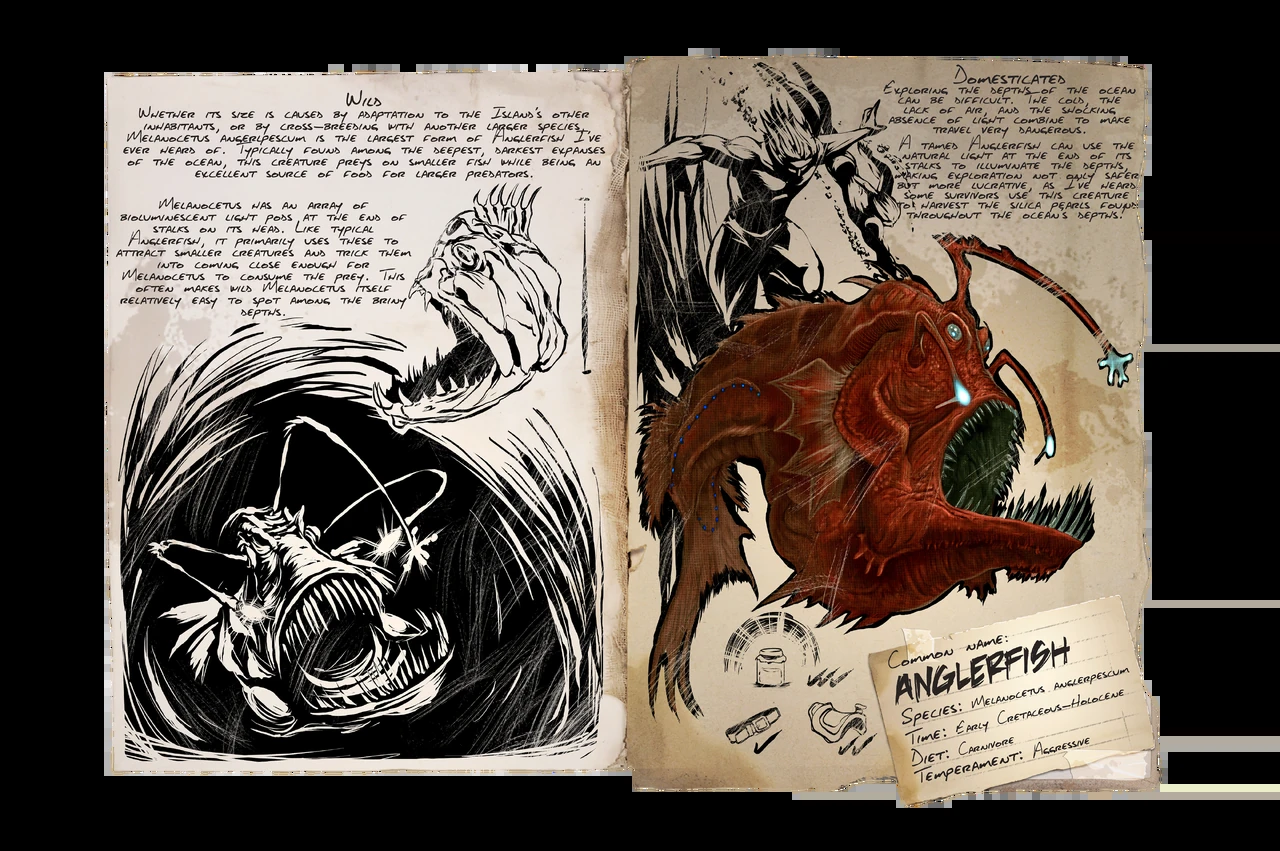 Wild
Whether its size is caused by adaptation to the Island's other
inhabitants, or by cross-breeding with another larger species,
Melanocetus anglerpescum is the largest form of Anglerfish I've
ever heard of. Typically found among the deepest, darkest expanses
of the ocean, this creature preys on smaller fish while being an
excellent source of food for larger predators.
Melanocetus has an array of
bioluminescent light pods at the end of
stalks on its head. Like typical
Anglerfish, it primarily uses these to
attract smaller creatures and trick them
into coming close enough for
Melanocetus to consume the prey. This
often makes wild Melanocetus itself
relatively easy to spot among the briny
depths.
Domesticated
Exploring the depths of the ocean
can be difficult. The cold, the
lack of air and the shocking
absence of light combine to make
travel very dangerous.
A tamed Anglerfish can use the
natural light at the end of its
stalks to illuminate the depths,
making exploration not only safer
but more lucrative, as I've heard
some survivors use this creature
to harvest the silica pearls found
throughout the ocean's depths!
Common name:
Anglerfish
Species: Melanocetus anglerpescum
Time: Early Cretaceous-Holocene
Diet: Carnivore
Temperament: Aggressive